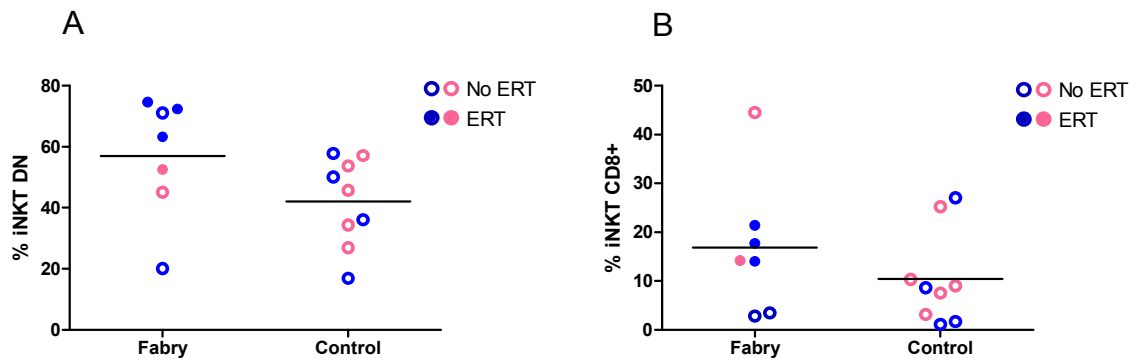 A
80
60
40
20
0
% iNKT DN
Fabry
Control
No ERT
ERT
B
50
40
30
20
10
0
% iNKT CD8+
Fabry
Control
No ERT
ERT